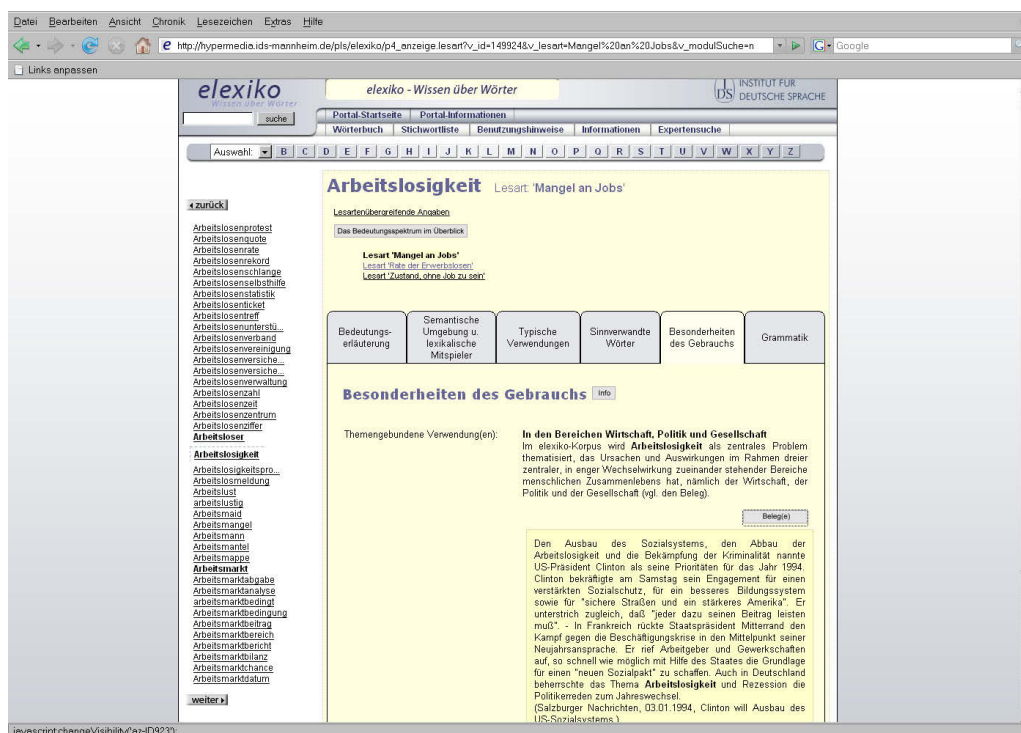 Datei Bearbeiten Ansicht Chronik Lesezeichen Extras Hilfe
http://hypermedia.ids-mannheim.de/pls/elexiko/p4_anzeige.lesart?v_id=149924&v_lesart=Mangel%20an%20Jobs&v_modulSuche=n
Google
Links anpassen
elexiko
Wissen über Wörter
elexiko - Wissen über Wörter
IDS
INSTITUT FÜR
DEUTSCHE SPRACHE
suche
Portal-Startseite Portal-Informationen
Wörterbuch Stichwortliste Benutzungshinweise Informationen Expertensuche
Auswahl: B C D E F G H I J K L M N O P Q R S T U V W X Y Z
zurück
Arbeitslosenprotest
Arbeitslosenquote
Arbeitslosenrate
Arbeitslosenrekord
Arbeitslosenschlange
Arbeitslosenselbsthilfe
Arbeitslosenstatistik
Arbeitslosenticket
Arbeitslosentreff
Arbeitslosenunterstü...
Arbeitslosenverband
Arbeitslosenvereinigung
Arbeitslosenversiche...
Arbeitslosenversiche...
Arbeitslosenverwaltung
Arbeitslosenzahl
Arbeitslosenzeit
Arbeitslosenzentrum
Arbeitslosenziffer
Arbeitsloser
Arbeitslosigkeit
Arbeitslosigkeitspro...
Arbeitslosmeldung
Arbeitslust
arbeitslustig
Arbeitsmaid
Arbeitsmangel
Arbeitsmann
Arbeitsmantel
Arbeitsmappe
Arbeitsmarkt
Arbeitsmarktabgabe
Arbeitsmarktanalyse
arbeitsmarktbedingt
Arbeitsmarktbedingung
Arbeitsmarktbeitrag
Arbeitsmarktbereich
Arbeitsmarktbericht
Arbeitsmarktbilanz
Arbeitsmarktchance
Arbeitsmarktdatum
weiter
Arbeitslosigkeit Lesart: 'Mangel an Jobs'
Lesartenübergreifende Angaben
Das Bedeutungsspektrum im Überblick
Lesart 'Mangel an Jobs'
Lesart 'Rate der Erwerbslosen'
Lesart 'Zustand, ohne Job zu sein'
Bedeutungs-
erläuterung
Semantische
Umgebung u.
lexikalische
Mitspieler
Typische
Verwendungen
Sinnverwandte
Wörter
Besonderheiten
des Gebrauchs
Grammatik
Besonderheiten des Gebrauchs Info
Themengebundene Verwendung(en):
In den Bereichen Wirtschaft, Politik und Gesellschaft
Im elexiko-Korpus wird Arbeitslosigkeit als zentrales Problem
thematisiert, das Ursachen und Auswirkungen im Rahmen dreier
zentraler, in enger Wechselwirkung zueinander stehender Bereiche
menschlichen Zusammenlebens hat, nämlich der Wirtschaft, der
Politik und der Gesellschaft (vgl. den Beleg).
Beleg(e)
Den Ausbau des Sozialsystems, den Abbau der
Arbeitslosigkeit und die Bekämpfung der Kriminalität nannte
US-Präsident Clinton als seine Prioritäten für das Jahr 1994.
Clinton bekräftigte am Samstag sein Engagement für einen
verstärkten Sozialschutz, für ein besseres Bildungssystem
sowie für "sichere Straßen und ein stärkeres Amerika". Er
unterstrich zugleich, daß "jeder dazu seinen Beitrag leisten
muß". - In Frankreich rückte Staatspräsident Mitterrand den
Kampf gegen die Beschäftigungskrise in den Mittelpunkt seiner
Neujahrsansprache. Er rief Arbeitgeber und Gewerkschaften
auf, so schnell wie möglich mit Hilfe des Staates die Grundlage
für einen "neuen Sozialpakt" zu schaffen. Auch in Deutschland
beherrschte das Thema Arbeitslosigkeit und Rezession die
Politikerreden zum Jahreswechsel.
(Salzburger Nachrichten, 03.01.1994, Clinton will Ausbau des
US-Sozialsystems.)
javascript:changeVisibility('az-ID923');